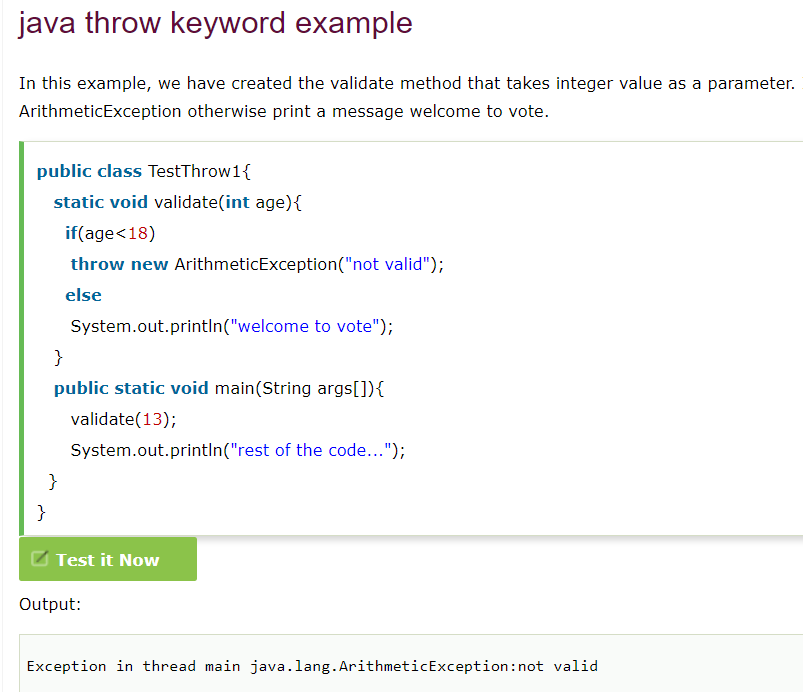 java throw keyword example
In this example, we have created the validate method that takes integer value as a parameter.
ArithmeticException otherwise print a message welcome to vote.
public class TestThrow1{
static void validate(int age){
if(age<18)
throw new ArithmeticException("not valid");
else
System.out.println("welcome to vote");
}
public static void main(String args[]){
validate(13);
System.out.println("rest of the code...");
}
}
Test it Now
Output:
Exception in thread main java.lang.ArithmeticException:not valid